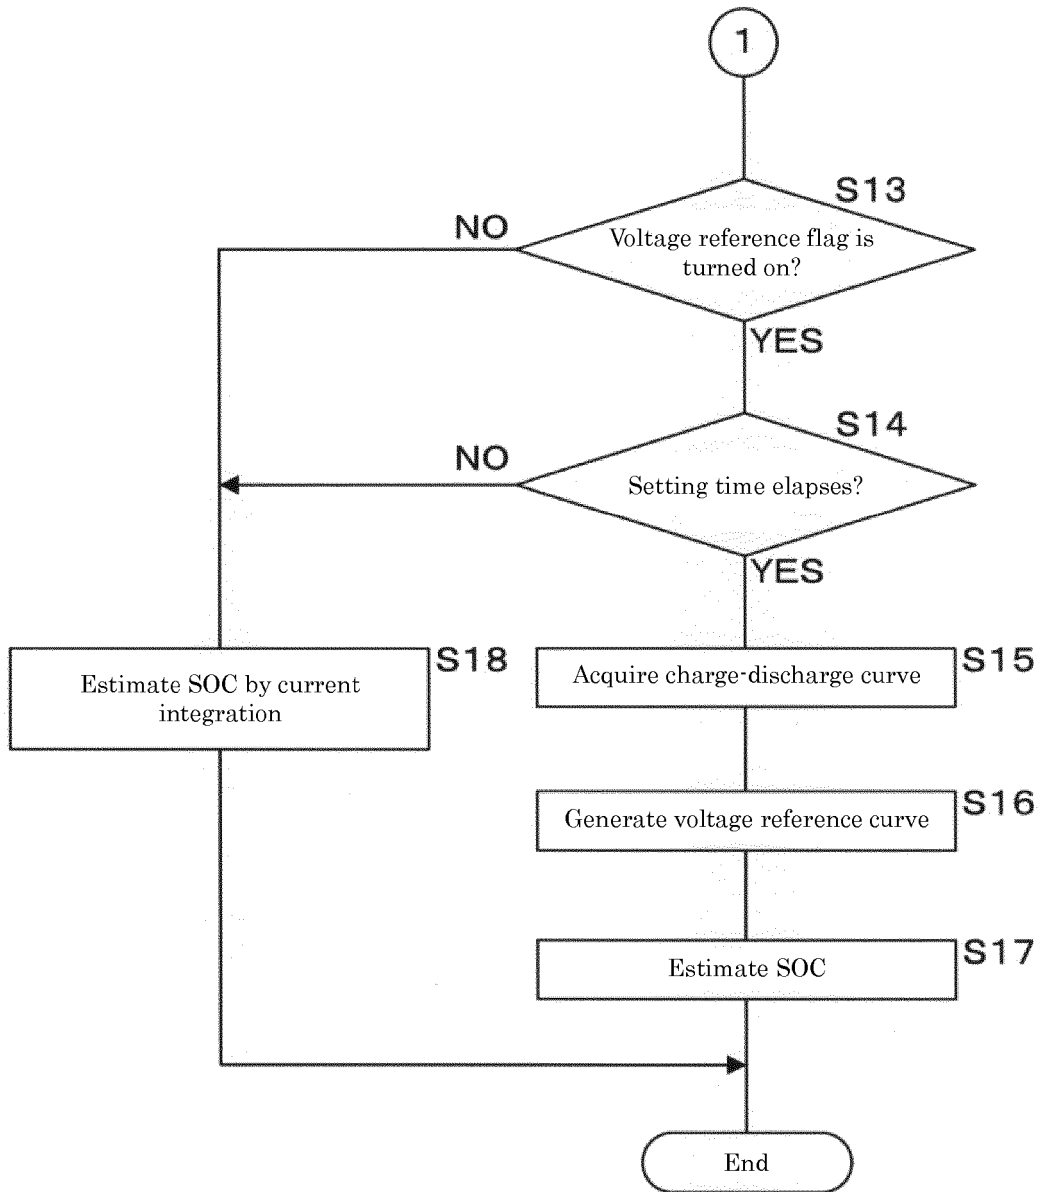 1
S13
NO
Voltage reference flag is
turned on?
YES
S14
NO
Setting time elapses?
YES
S18
Estimate SOC by current
integration
S15
Acquire charge-discharge curve
S16
Generate voltage reference curve
S17
Estimate SOC
End